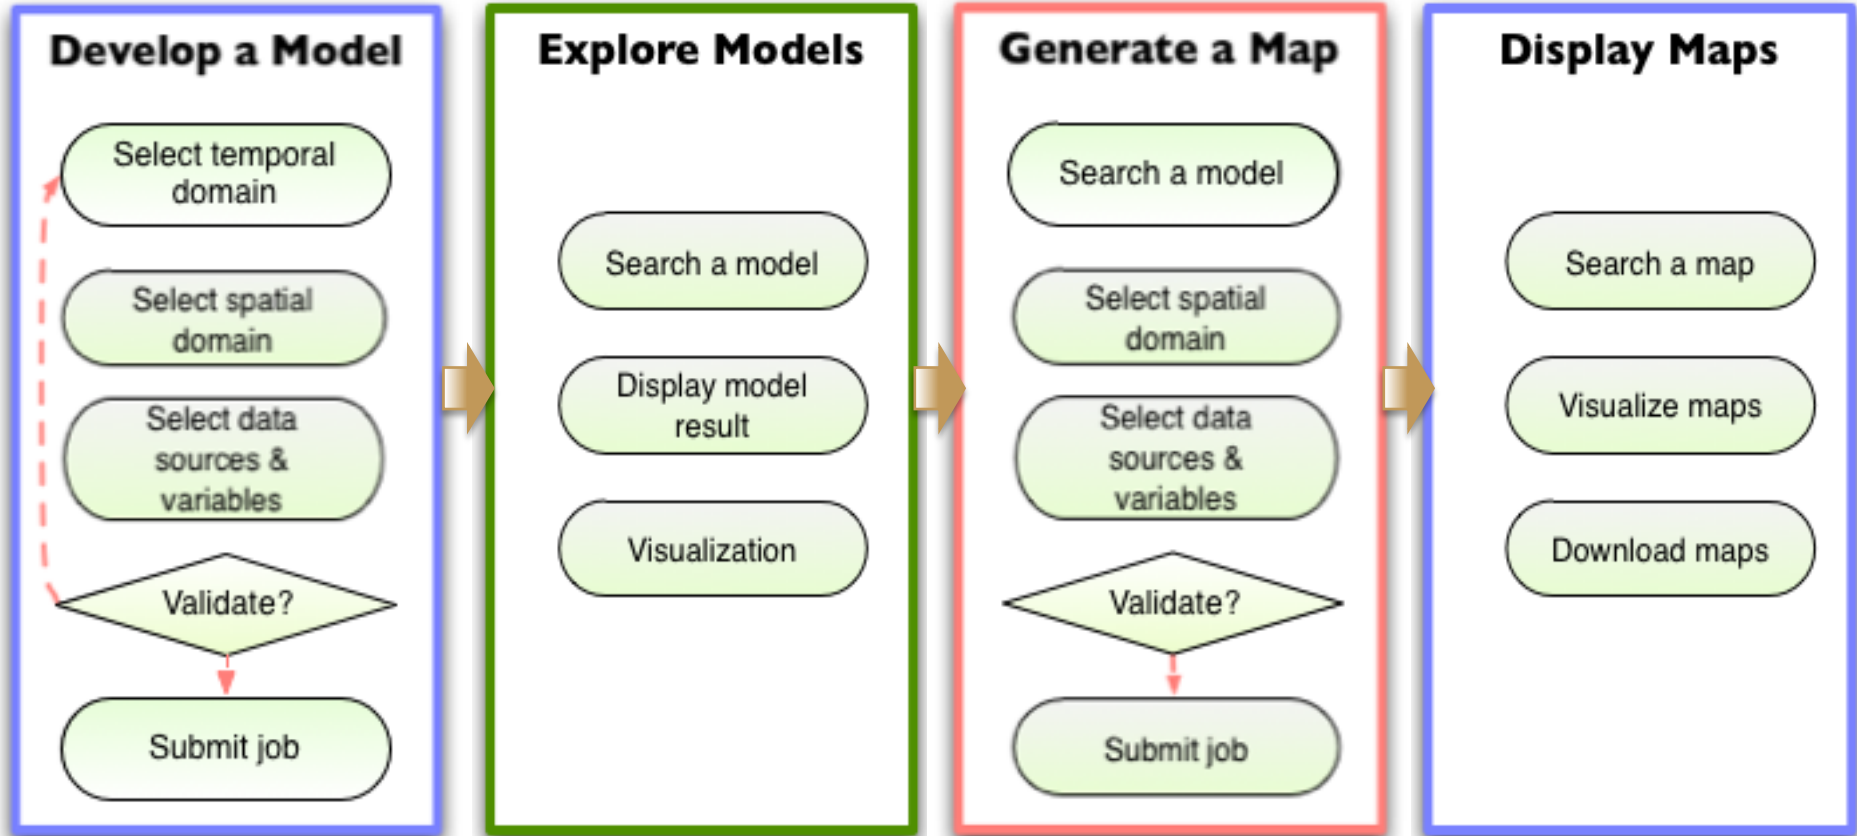 Develop a Model
Select temporal
domain
Select spatial
domain
Select data
sources &
variables
Validate?
Submit job
Explore Models
Search a model
Display model
result
Visualization
Generate a Map
Search a model
Select spatial
domain
Select data
sources &
variables
Validate?
Submit job
Display Maps
Search a map
Visualize maps
Download maps